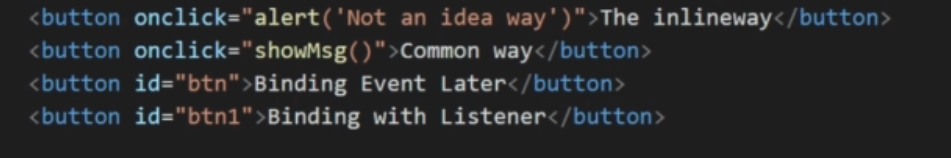 <button onclick="alert('Not an idea way')">The inlineway</button>
<button onclick="showMsg()">Common way</button>
<button id="btn">Binding Event Later</button>
<button id="btn1">Binding with Listener</button>